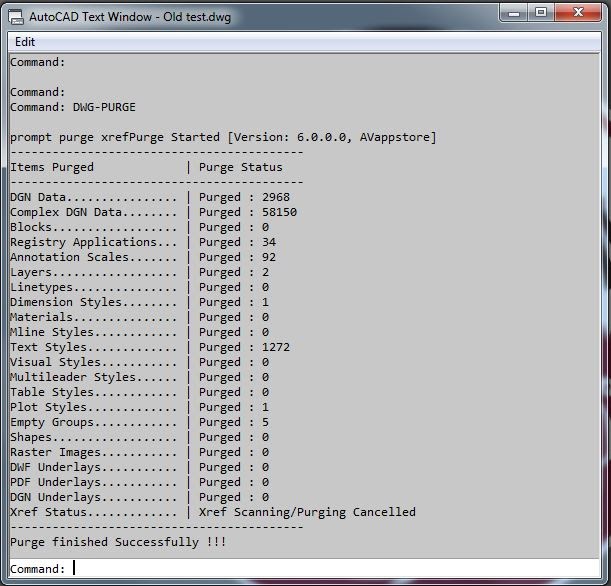 AutoCAD Text Window - Old test.dwg
Edit
Command:
Command:
Command: DWG-PURGE
prompt purge xrefPurge Started [Version: 6.0.0.0, AVappstore]
------------------------------------------
Items Purged | Purge Status
------------------------------------------
DGN Data................ | Purged : 2968
Complex DGN Data........ | Purged : 58150
Blocks.................. | Purged : 0
Registry Applications... | Purged : 34
Annotation Scales....... | Purged : 92
Layers.................. | Purged : 2
Linetypes............... | Purged : 0
Dimension Styles........ | Purged : 1
Materials............... | Purged : 0
Mline Styles............ | Purged : 0
Text Styles............. | Purged : 1272
Visual Styles........... | Purged : 0
Multileader Styles...... | Purged : 0
Table Styles............ | Purged : 0
Plot Styles............. | Purged : 1
Empty Groups............ | Purged : 5
Shapes.................. | Purged : 0
Raster Images........... | Purged : 0
DWF Underlays........... | Purged : 0
PDF Underlays........... | Purged : 0
DGN Underlays........... | Purged : 0
Xref Status............. | Xref Scanning/Purging Cancelled
------------------------------------------
Purge finished Successfully !!!
Command: